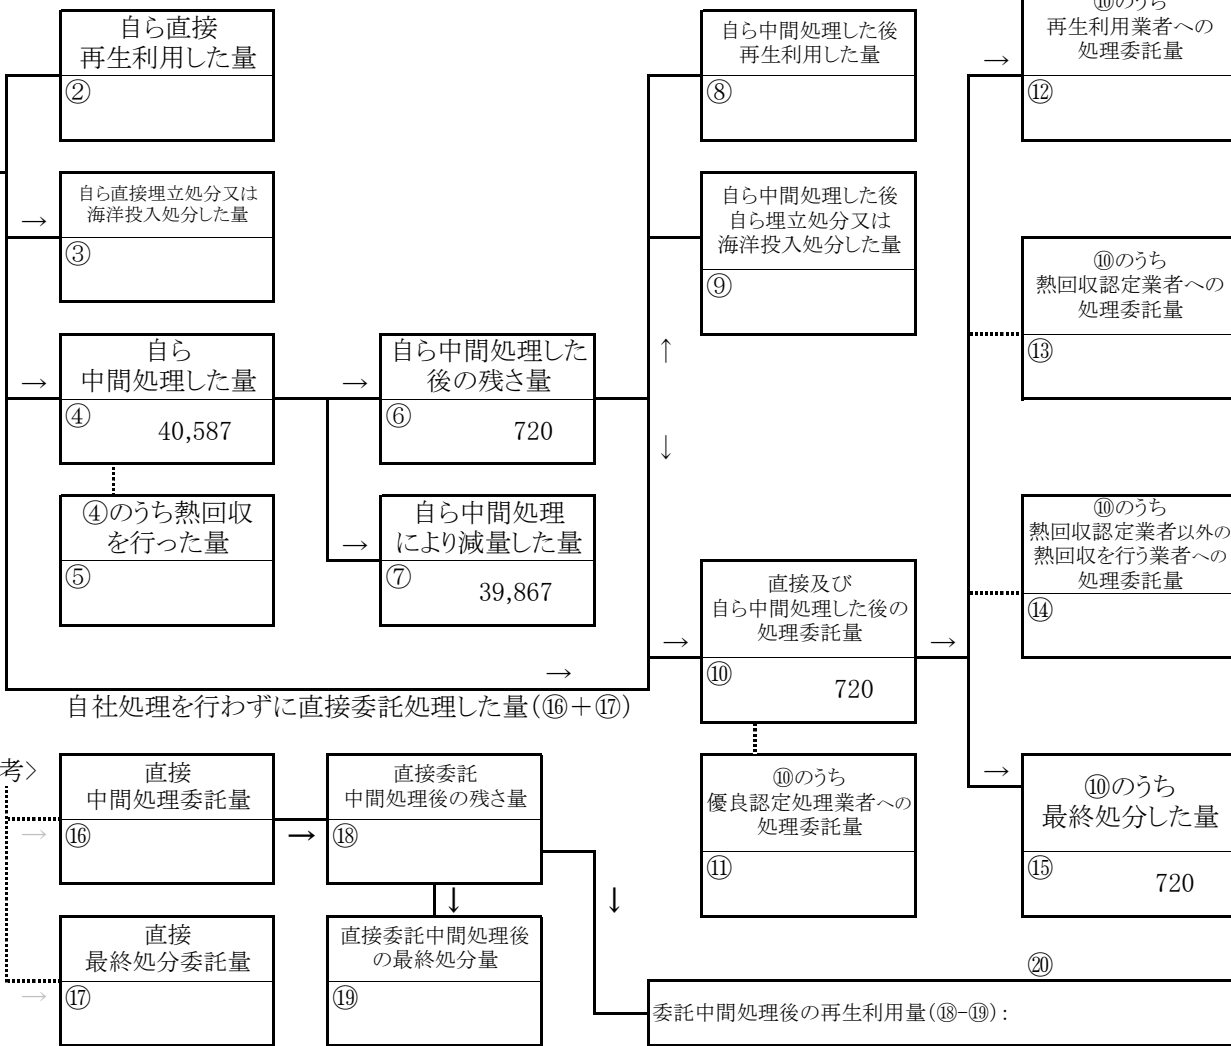 自ら直接
再生利用した量
②
自ら中間処理した後
再生利用した量
⑧
⑩のうち
再生利用業者への
処理委託量
→
⑫
自ら直接埋立処分又は
海洋投入処分した量
→
③
自ら中間処理した後
自ら埋立処分又は
海洋投入処分した量
⑨
⑩のうち
熱回収認定業者への
処理委託量
⑬
自ら
中間処理した量
→
④
40,587
→
自ら中間処理した
後の残さ量
⑥
720
↑
↓
④のうち熱回収
を行った量
⑤
→
自ら中間処理
により減量した量
⑦
39,867
⑩のうち
熱回収認定業者以外の
熱回収を行う業者への
処理委託量
⑭
直接及び
自ら中間処理した後の
処理委託量
→
⑩
720
→
→
自社処理を行わずに直接委託処理した量(⑯+⑰)
考>
直接
中間処理委託量
→
⑯
→
直接委託
中間処理後の残さ量
⑱
⑩のうち
優良認定処理業者への
処理委託量
⑪
→
⑩のうち
最終処分した量
⑮
720
↓
↓
直接
最終処分委託量
→
⑰
直接委託中間処理後
の最終処分量
⑲
⑳
委託中間処理後の再生利用量(⑱-⑲):